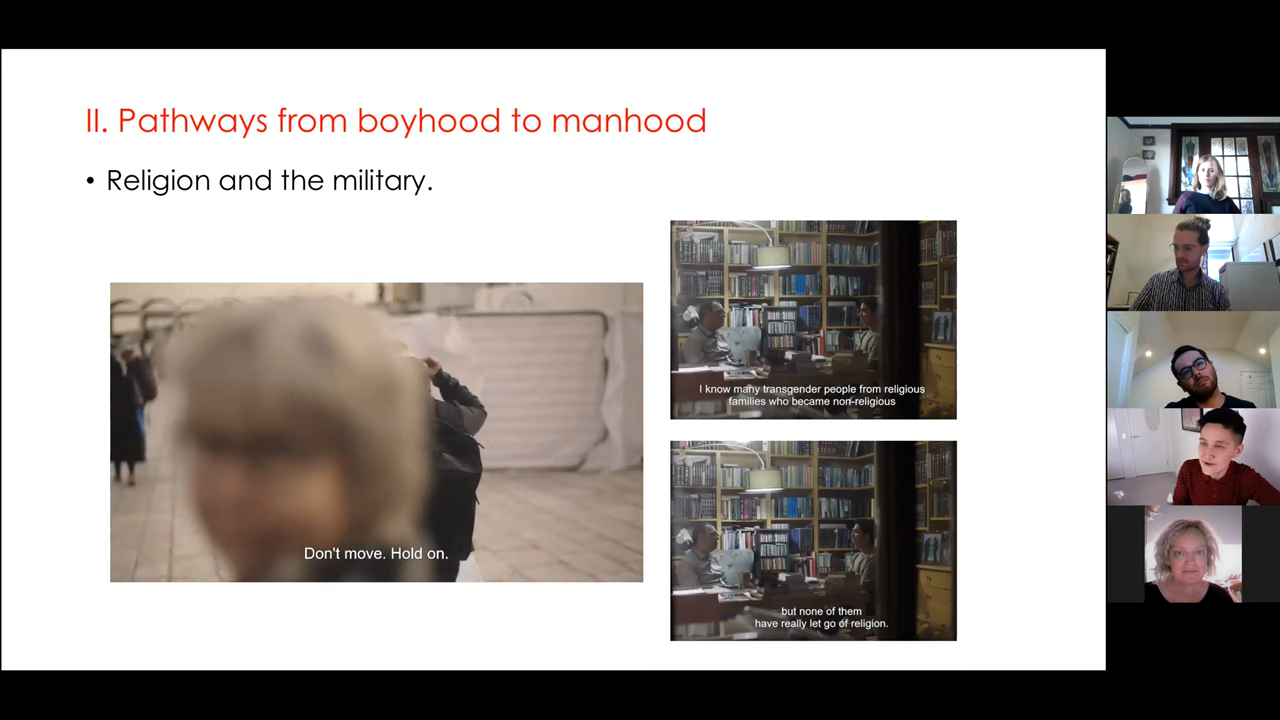 II. Pathways from boyhood to manhood
• Religion and the military.
Don't move. Hold on.
I know many transgender people from religious
families who became non-religious
but none of them
have really let go of religion.